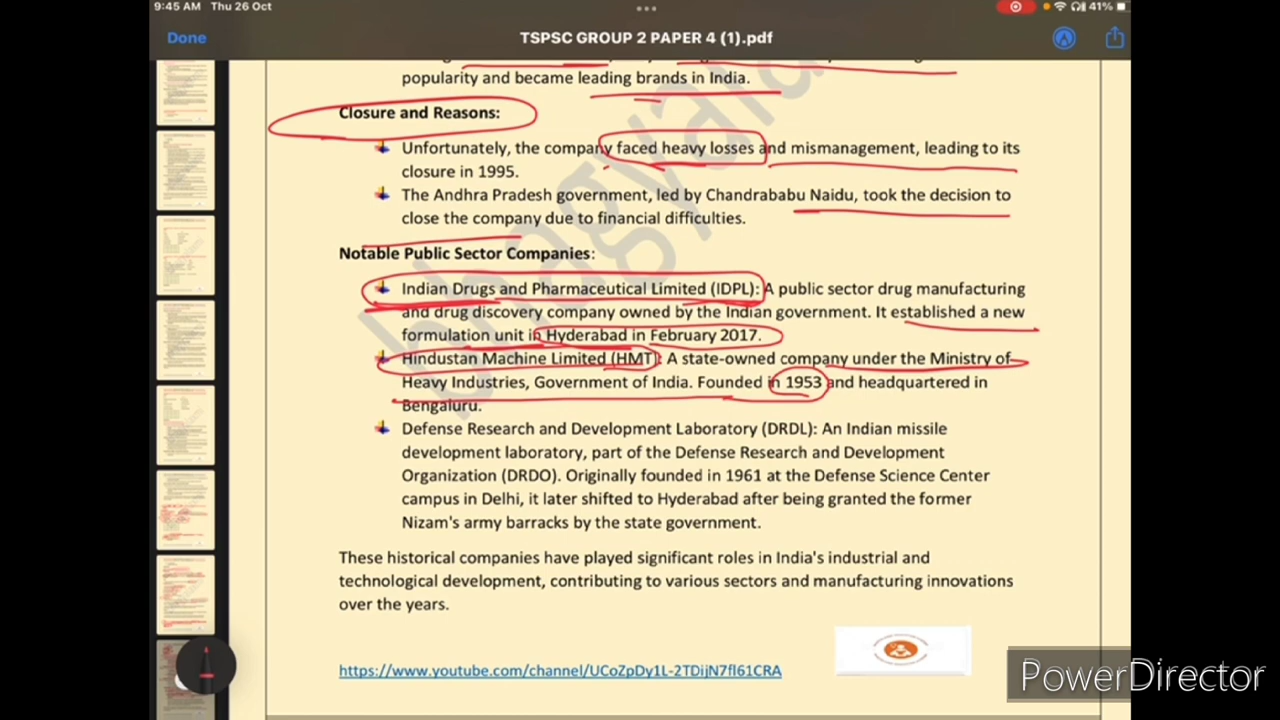 9:45 AM Thu 26 Oct
41%
Done
TSPSC GROUP 2 PAPER 4 (1).pdf
popularity and became leading brands in India.
Closure and Reasons:
Unfortunately, the company faced heavy losses and mismanagement, leading to its
closure in 1995.
The Andhra Pradesh government, led by Chandrababu Naidu, took the decision to
close the company due to financial difficulties.
Notable Public Sector Companies:
Indian Drugs and Pharmaceutical Limited (IDPL): A public sector drug manufacturing
and drug discovery company owned by the Indian government. It established a new
formulation unit in Hyderabad in February 2017.
Hindustan Machine Limited (HMT): A state-owned company under the Ministry of
Heavy Industries, Government of India. Founded in 1953 and headquartered in
Bengaluru.
Defense Research and Development Laboratory (DRDL): An Indian missile
development laboratory, part of the Defense Research and Development
Organization (DRDO). Originally founded in 1961 at the Defense Science Center
campus in Delhi, it later shifted to Hyderabad after being granted the former
Nizam's army barracks by the state government.
These historical companies have played significant roles in India's industrial and
technological development, contributing to various sectors and manufacturing innovations
over the years.
https://www.youtube.com/channel/UCoZpDy1L-2TDijN7fl61CRA
PowerDirector